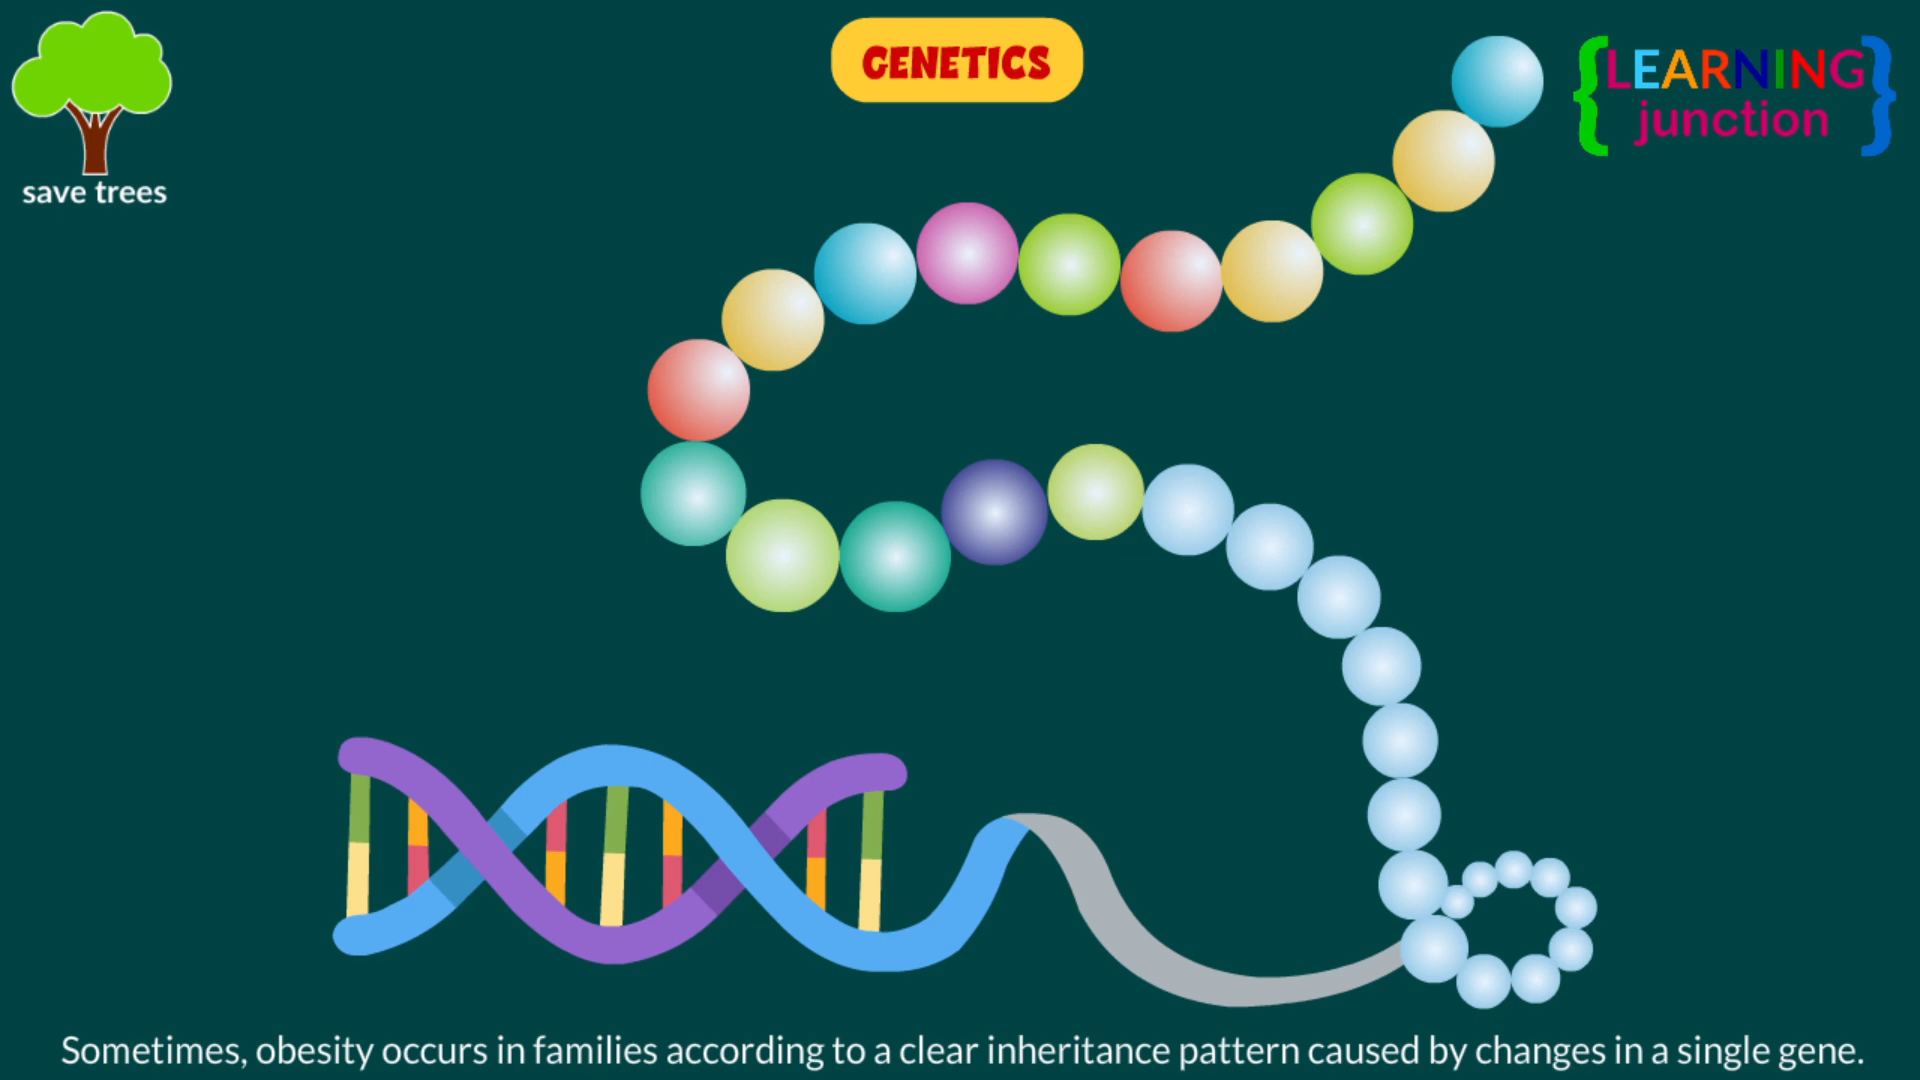 GENETICS
{LEARNING
junction}
save trees
Sometimes, obesity occurs in families according to a clear inheritance pattern caused by changes in a single gene.